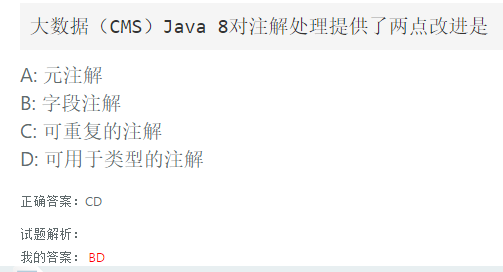 大数据（CMS）Java 8对注解处理提供了两点改进是
A: 元注解
B: 字段注解
C: 可重复的注解
D: 可用于类型的注解
正确答案：CD
试题解析：
我的答案：BD